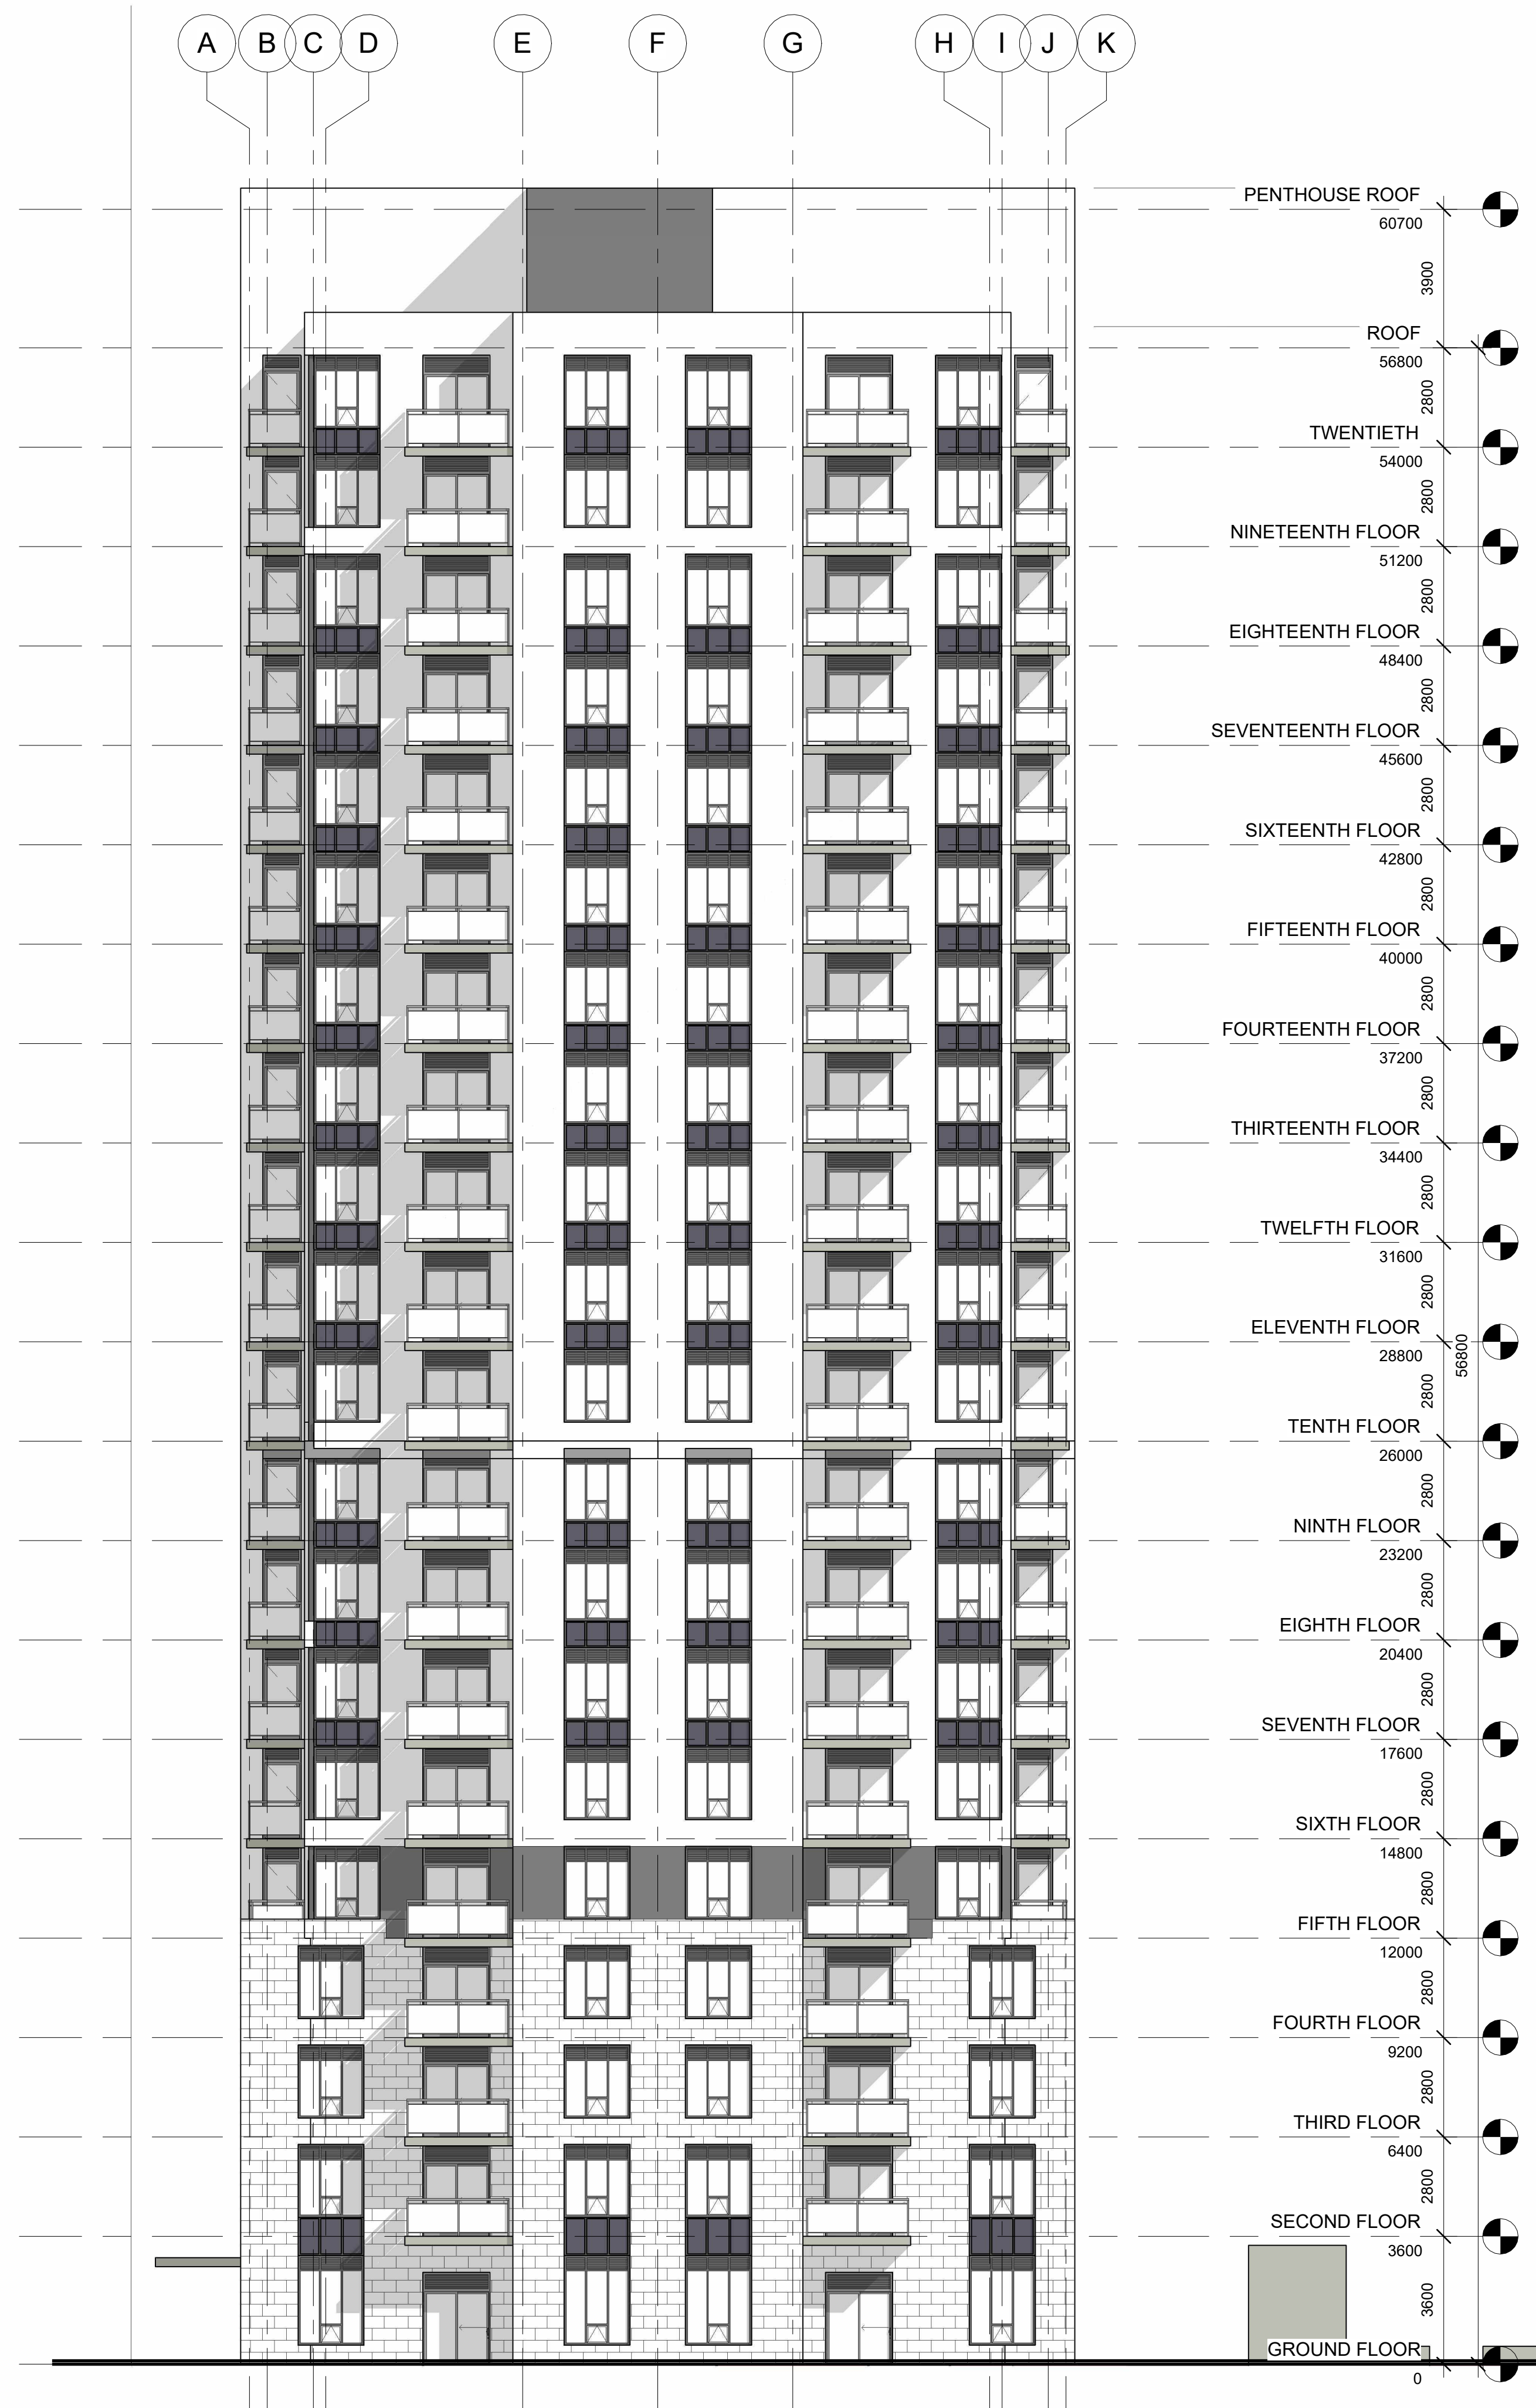 A B C D E F G H I J K
PENTHOUSE ROOF
60700
3900
ROOF
56800
2800
TWENTIETH
54000
2800
NINETEENTH FLOOR
51200
2800
EIGHTEENTH FLOOR
48400
2800
SEVENTEENTH FLOOR
45600
2800
SIXTEENTH FLOOR
42800
2800
FIFTEENTH FLOOR
40000
2800
FOURTEENTH FLOOR
37200
2800
THIRTEENTH FLOOR
34400
2800
TWELFTH FLOOR
31600
2800
ELEVENTH FLOOR
28800
56800
2800
TENTH FLOOR
26000
2800
NINTH FLOOR
23200
2800
EIGHTH FLOOR
20400
2800
SEVENTH FLOOR
17600
2800
SIXTH FLOOR
14800
2800
FIFTH FLOOR
12000
2800
FOURTH FLOOR
9200
2800
THIRD FLOOR
6400
2800
SECOND FLOOR
3600
3600
GROUND FLOOR
0